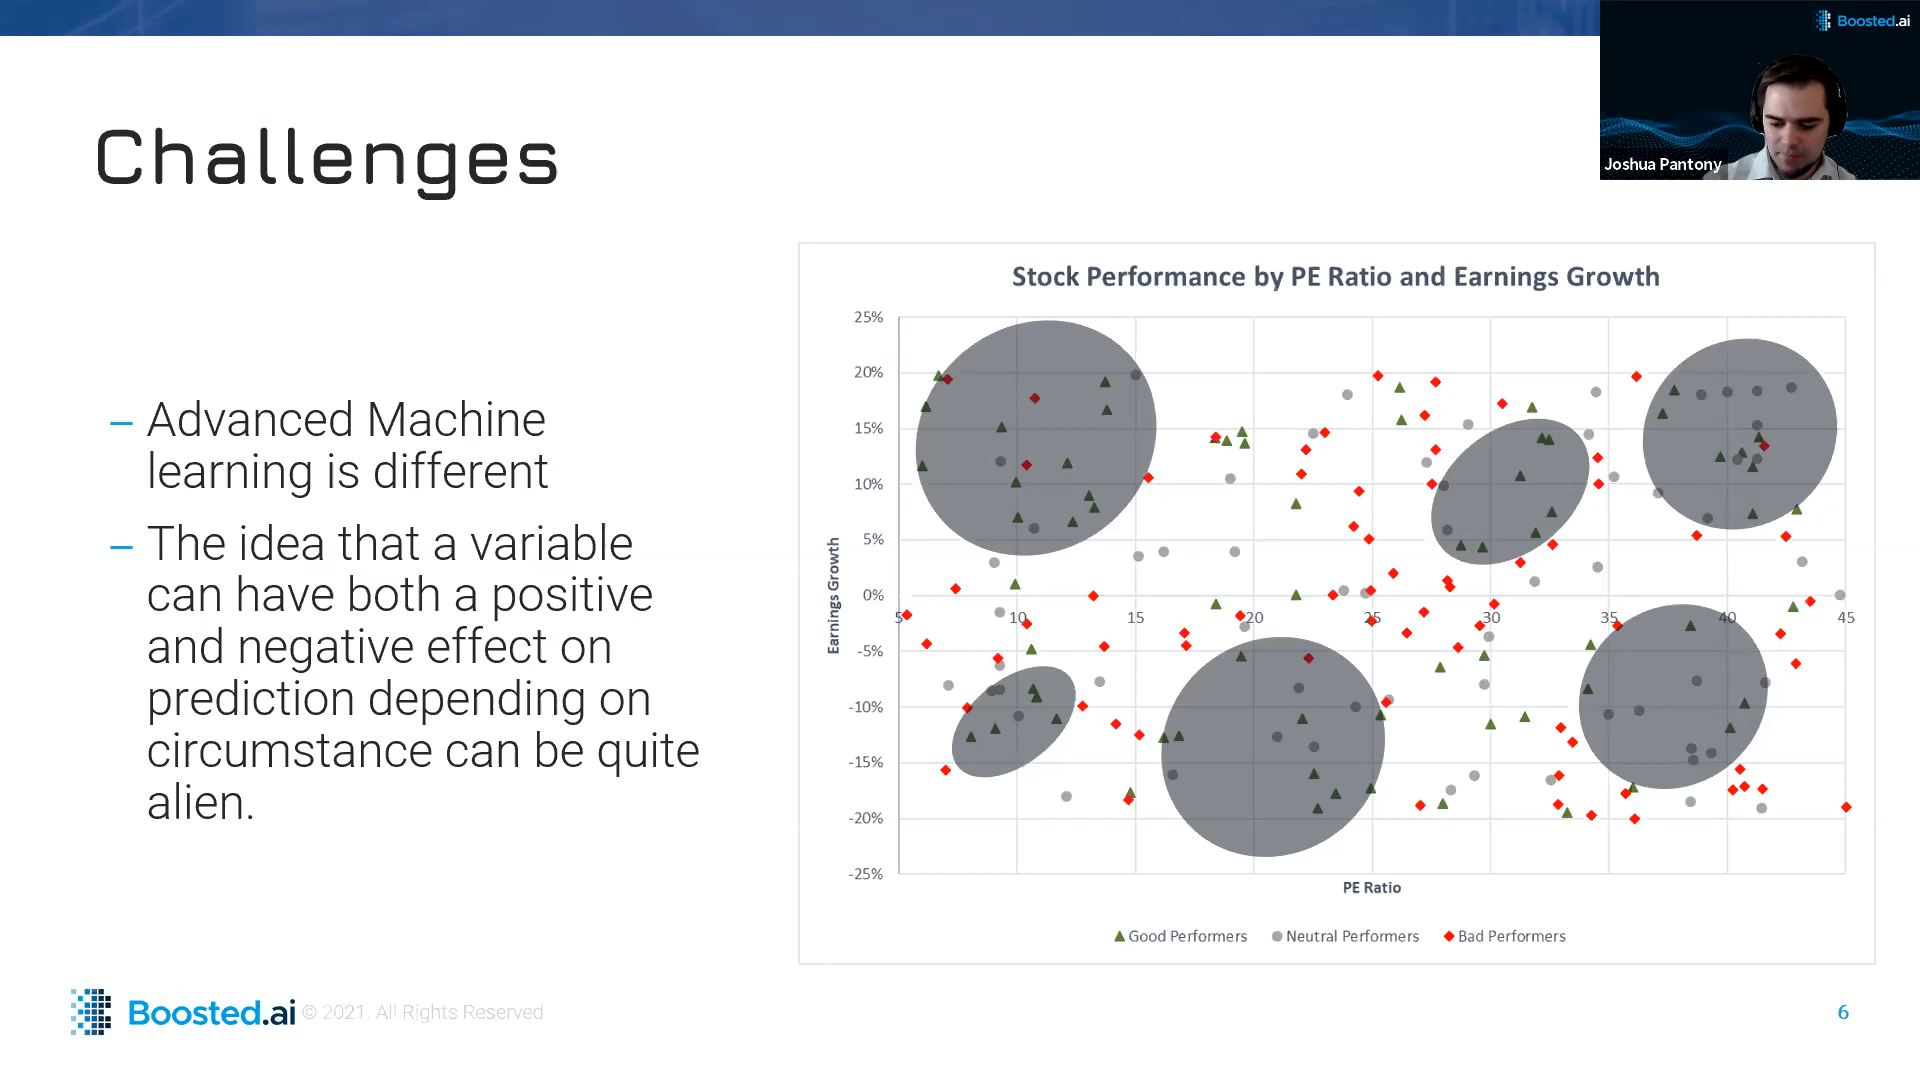 Boosted.ai
Joshua Pantony
Challenges
– Advanced Machine
learning is different
– The idea that a variable
can have both a positive
and negative effect on
prediction depending on
circumstance can be quite
alien.
Stock Performance by PE Ratio and Earnings Growth
25%
20%
15%
10%
5%
0%
-5%
-10%
-15%
-20%
-25%
Earnings Growth
5 10 15 20 25 30 35 40 45
PE Ratio
Good Performers Neutral Performers Bad Performers
Boosted.ai © 2021. All Rights Reserved
6